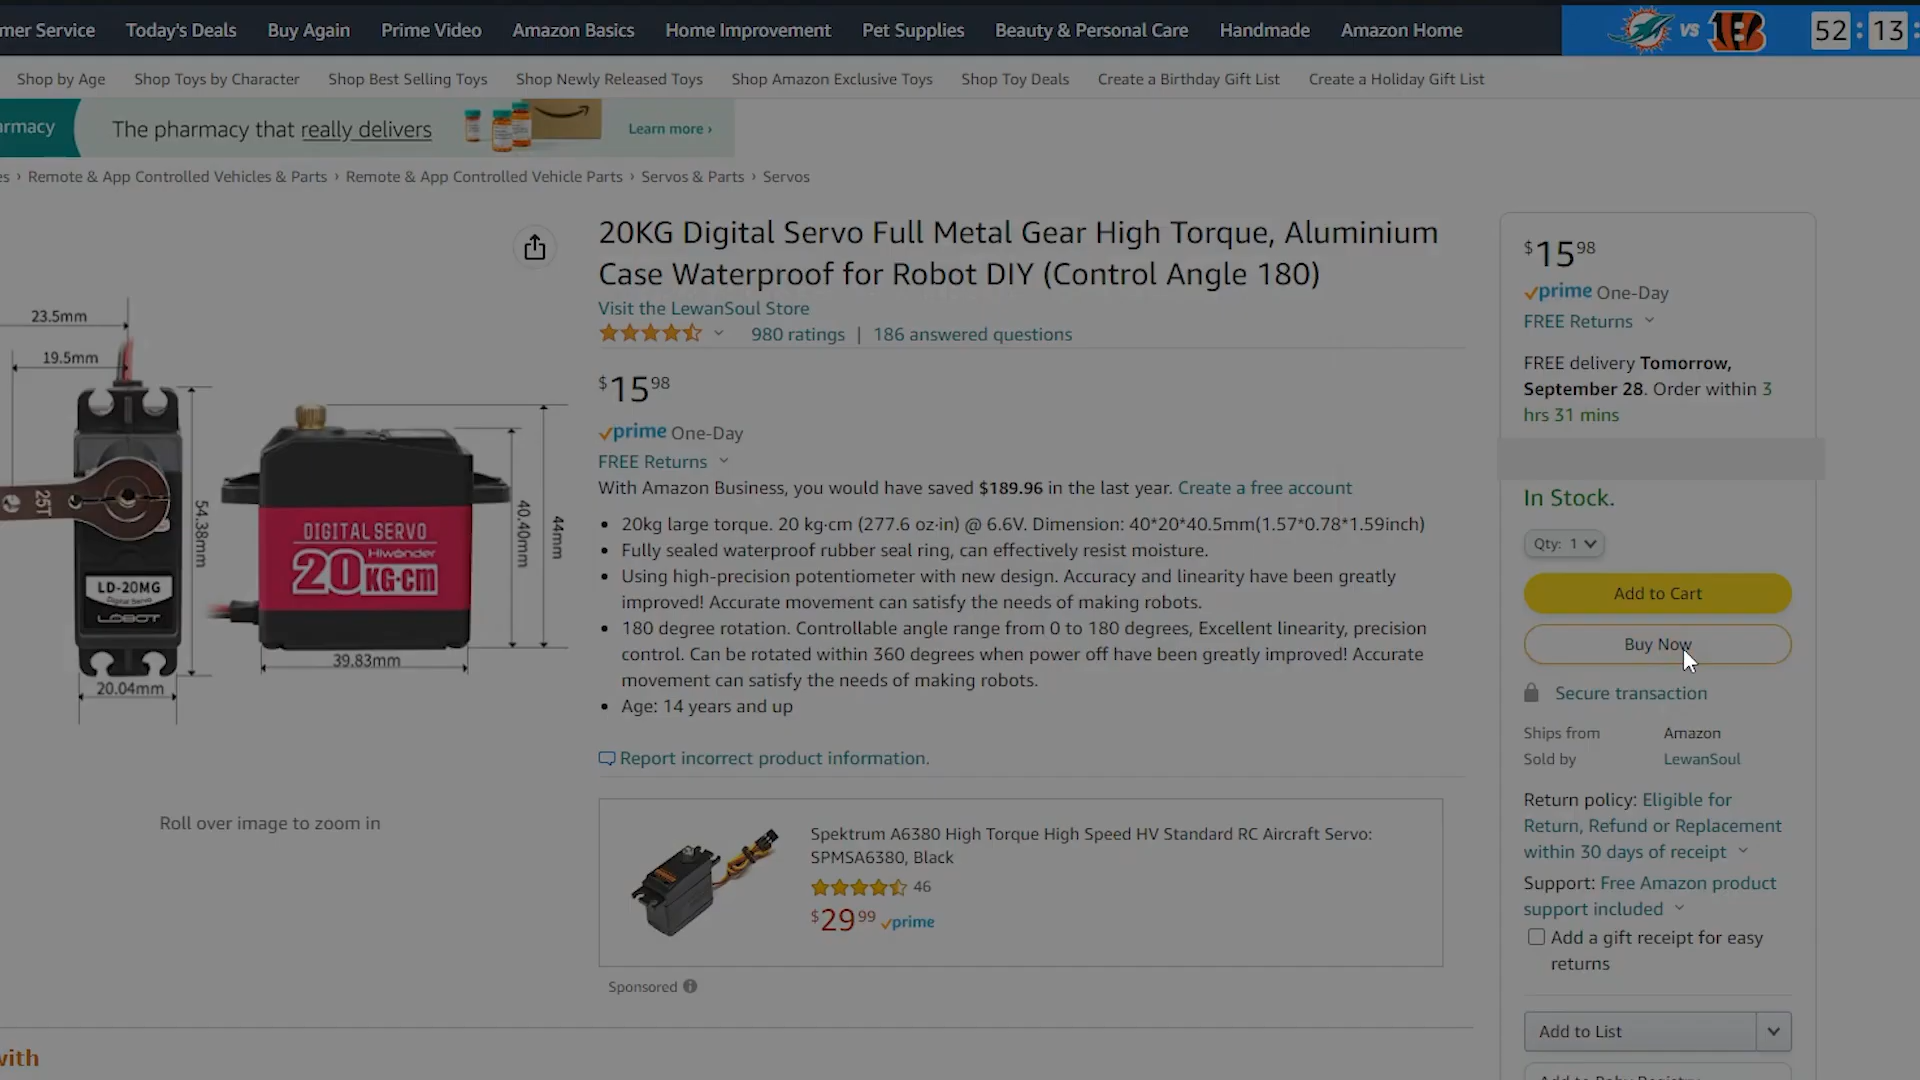 mer Service Today's Deals Buy Again Prime Video Amazon Basics Home Improvement Pet Supplies Beauty & Personal Care Handmade Amazon Home
VS 52 : 13 :
Shop by Age Shop Toys by Character Shop Best Selling Toys Shop Newly Released Toys Shop Amazon Exclusive Toys Shop Toy Deals Create a Birthday Gift List Create a Holiday Gift List
rmacy The pharmacy that really delivers Learn more ›
es › Remote & App Controlled Vehicles & Parts › Remote & App Controlled Vehicle Parts › Servos & Parts › Servos
23.5mm
19.5mm
25T
54.38mm
LD-20MG
Digital Servo
LOBOT
20.04mm
DIGITAL SERVO
Hiwonder
20KG·cm
40.40mm
44mm
39.83mm
Roll over image to zoom in
20KG Digital Servo Full Metal Gear High Torque, Aluminium
Case Waterproof for Robot DIY (Control Angle 180)
Visit the LewanSoul Store
980 ratings | 186 answered questions
$15 98
prime One-Day
FREE Returns
With Amazon Business, you would have saved $189.96 in the last year. Create a free account
• 20kg large torque. 20 kg·cm (277.6 oz·in) @ 6.6V. Dimension: 40*20*40.5mm(1.57*0.78*1.59inch)
• Fully sealed waterproof rubber seal ring, can effectively resist moisture.
• Using high-precision potentiometer with new design. Accuracy and linearity have been greatly
improved! Accurate movement can satisfy the needs of making robots.
• 180 degree rotation. Controllable angle range from 0 to 180 degrees, Excellent linearity, precision
control. Can be rotated within 360 degrees when power off have been greatly improved! Accurate
movement can satisfy the needs of making robots.
• Age: 14 years and up
Report incorrect product information.
Spektrum A6380 High Torque High Speed HV Standard RC Aircraft Servo:
SPMSA6380, Black
46
$29 99 prime
Sponsored
with
$15 98
prime One-Day
FREE Returns
FREE delivery Tomorrow,
September 28. Order within 3
hrs 31 mins
In Stock.
Qty: 1
Add to Cart
Buy Now
Secure transaction
Ships from Amazon
Sold by LewanSoul
Return policy: Eligible for
Return, Refund or Replacement
within 30 days of receipt
Support: Free Amazon product
support included
Add a gift receipt for easy
returns
Add to List